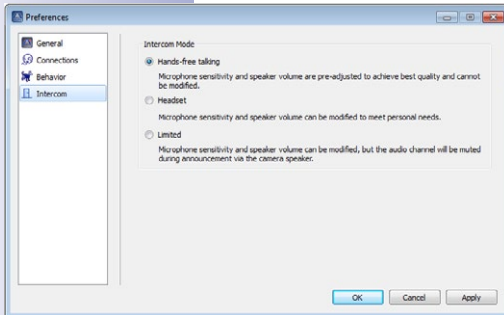 Preferences
General
Connections
Behavior
Intercom
Intercom Mode
Hands-free talking
Microphone sensitivity and speaker volume are pre-adjusted to achieve best quality and cannot
be modified.
Headset
Microphone sensitivity and speaker volume can be modified to meet personal needs.
Limited
Microphone sensitivity and speaker volume can be modified, but the audio channel will be muted
during announcement via the camera speaker.
OK
Cancel
Apply